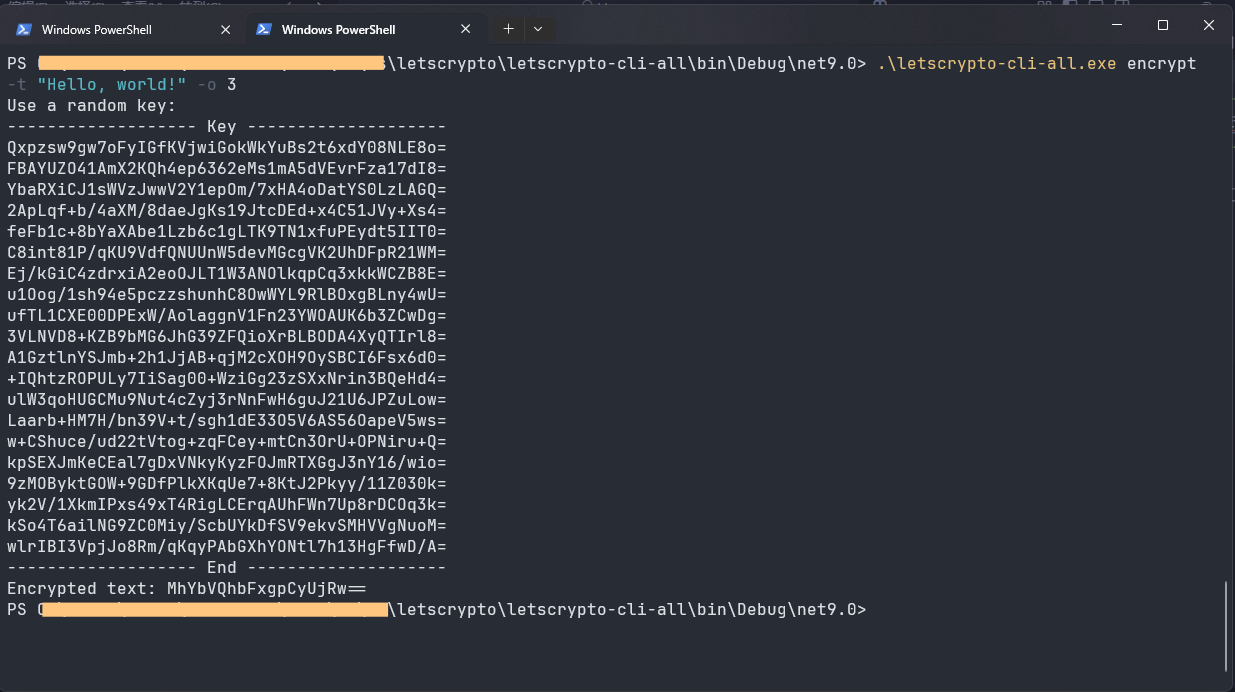 Windows PowerShell
Windows PowerShell
PS \letscrypto\letscrypto-cli-all\bin\Debug\net9.0> .\letscrypto-cli-all.exe encrypt
-t "Hello, world!" -o 3
Use a random key:
------------------- Key --------------------
Qxpzsw9gw7oFyIGfKVjwiGokWkYuBs2t6xdY08NLE8o=
FBAYUZO41AmX2KQh4ep6362eMs1mA5dVEvrFza17dI8=
YbaRXiCJ1sWVzJwwV2Y1epOm/7xHA4oDatYS0LzLAGQ=
2ApLqf+b/4aXM/8daeJgKs19JtcDEd+x4C51JVy+Xs4=
feFb1c+8bYaXAbe1Lzb6c1gLTK9TN1xfuPEydt5IIT0=
C8int81P/qKU9VdfQNUUnW5devMGcgVK2UhDFpR21WM=
Ej/kGiC4zdrxiA2eoOJLT1W3ANOlkqpCq3xkkWCZB8E=
u1Oog/1sh94e5pczzshunhC8OwWYL9RlBOxgBLny4wU=
ufTL1CXE00DPExW/AolaggnV1Fn23YWOAUK6b3ZCwDg=
3VLNVD8+KZB9bMG6JhG39ZFQioXrBLBODA4XyQTIrl8=
A1GztlnYSJmb+2h1JjAB+qjM2cXOH9OySBCI6Fsx6d0=
+IQhtzROPULy7IiSag00+WziGg23zSXxNrin3BQeHd4=
ulW3qoHUGCMu9Nut4cZyj3rNnFwH6guJ21U6JPZuLow=
Laarb+HM7H/bn39V+t/sgh1dE33O5V6AS56OapeV5ws=
w+CShuce/ud22tVtog+zqFCey+mtCn3OrU+OPNiru+Q=
kpSEXJmKeCEal7gDxVNkyKyzFOJmRTXGgJ3nY16/wio=
9zMOByktGOW+9GDfPlkXKqUe7+8KtJ2Pkyy/11Z030k=
yk2V/1XkmIPxs49xT4RigLCErqAUhFWn7Up8rDCOq3k=
kSo4T6ailNG9ZC0Miy/ScbUYkDfSV9ekvSMHVVgNuoM=
wlrIBI3VpjJo8Rm/qKqyPAbGXhYONtl7h13HgFfwD/A=
------------------- End --------------------
Encrypted text: MhYbVQhbFxgpCyUjRw==
PS \letscrypto\letscrypto-cli-all\bin\Debug\net9.0>